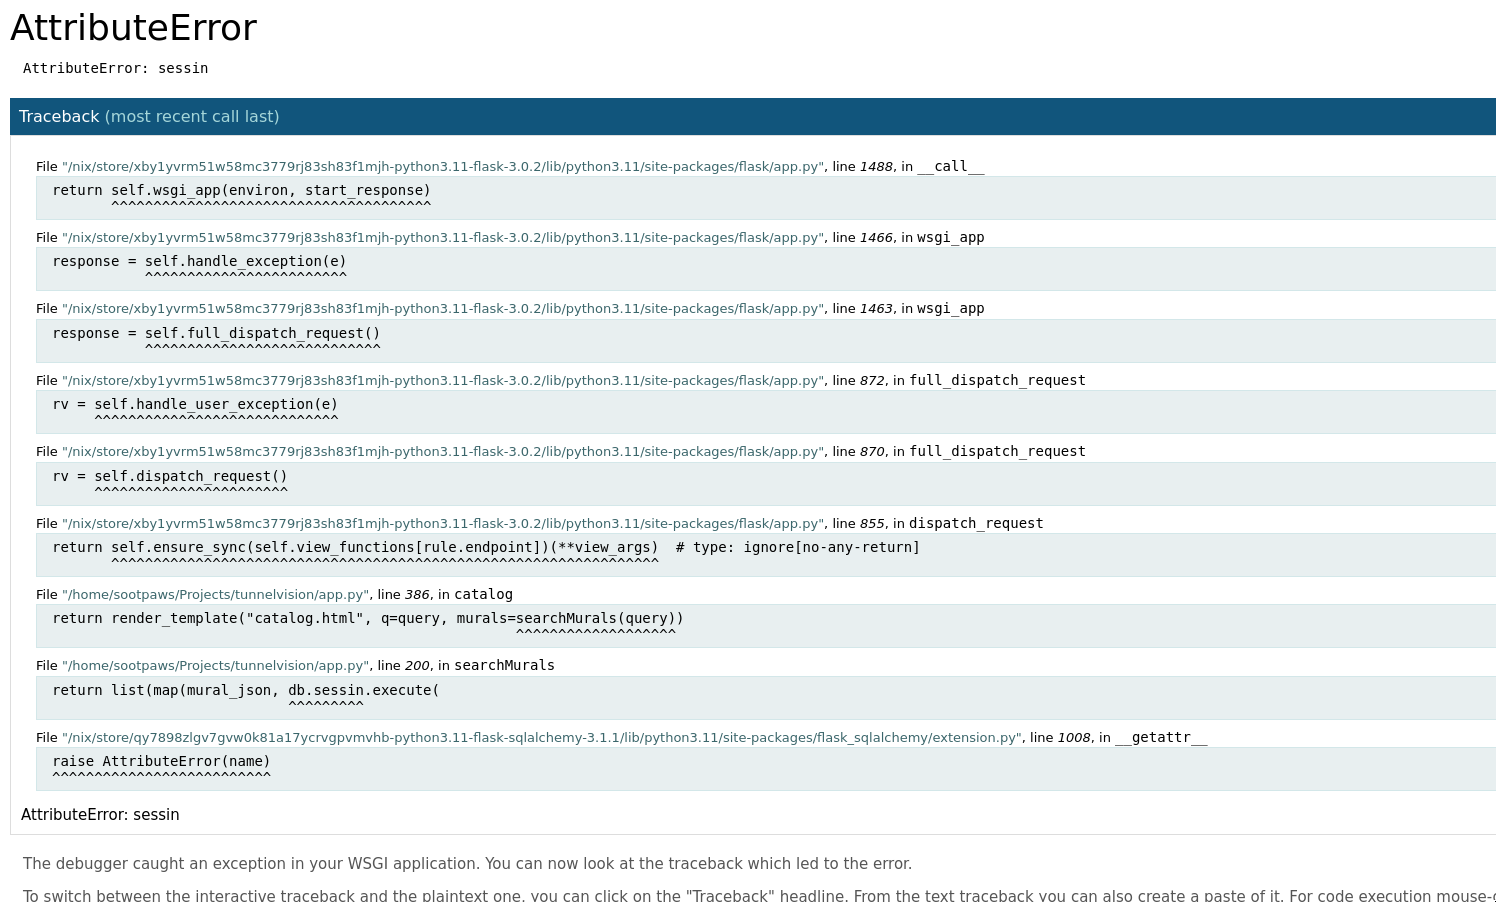 AttributeError
AttributeError: sessin
Traceback (most recent call last)
File "/nix/store/xby1yvrm51w58mc3779rj83sh83f1mjh-python3.11-flask-3.0.2/lib/python3.11/site-packages/flask/app.py", line 1488, in __call__
return self.wsgi_app(environ, start_response)
^^^^^^^^^^^^^^^^^^^^^^^^^^^^^^^^^^^^^^
File "/nix/store/xby1yvrm51w58mc3779rj83sh83f1mjh-python3.11-flask-3.0.2/lib/python3.11/site-packages/flask/app.py", line 1466, in wsgi_app
response = self.handle_exception(e)
^^^^^^^^^^^^^^^^^^^^^^^^
File "/nix/store/xby1yvrm51w58mc3779rj83sh83f1mjh-python3.11-flask-3.0.2/lib/python3.11/site-packages/flask/app.py", line 1463, in wsgi_app
response = self.full_dispatch_request()
^^^^^^^^^^^^^^^^^^^^^^^^^^^^
File "/nix/store/xby1yvrm51w58mc3779rj83sh83f1mjh-python3.11-flask-3.0.2/lib/python3.11/site-packages/flask/app.py", line 872, in full_dispatch_request
rv = self.handle_user_exception(e)
^^^^^^^^^^^^^^^^^^^^^^^^^^^^^
File "/nix/store/xby1yvrm51w58mc3779rj83sh83f1mjh-python3.11-flask-3.0.2/lib/python3.11/site-packages/flask/app.py", line 870, in full_dispatch_request
rv = self.dispatch_request()
^^^^^^^^^^^^^^^^^^^^^^^
File "/nix/store/xby1yvrm51w58mc3779rj83sh83f1mjh-python3.11-flask-3.0.2/lib/python3.11/site-packages/flask/app.py", line 855, in dispatch_request
return self.ensure_sync(self.view_functions[rule.endpoint])(**view_args)  # type: ignore[no-any-return]
^^^^^^^^^^^^^^^^^^^^^^^^^^^^^^^^^^^^^^^^^^^^^^^^^^^^^^^^^^^^^^^^^
File "/home/sootpaws/Projects/tunnelvision/app.py", line 386, in catalog
return render_template("catalog.html", q=query, murals=searchMurals(query))
^^^^^^^^^^^^^^^^^^^
File "/home/sootpaws/Projects/tunnelvision/app.py", line 200, in searchMurals
return list(map(mural_json, db.sessin.execute(
^^^^^^^^^
File "/nix/store/qy7898zlgv7gvw0k81a17ycrvgpvmvhb-python3.11-flask-sqlalchemy-3.1.1/lib/python3.11/site-packages/flask_sqlalchemy/extension.py", line 1008, in __getattr__
raise AttributeError(name)
^^^^^^^^^^^^^^^^^^^^^^^^^^
AttributeError: sessin
The debugger caught an exception in your WSGI application. You can now look at the traceback which led to the error.
To switch between the interactive traceback and the plaintext one, you can click on the "Traceback" headline. From the text traceback you can also create a paste of it. For code execution